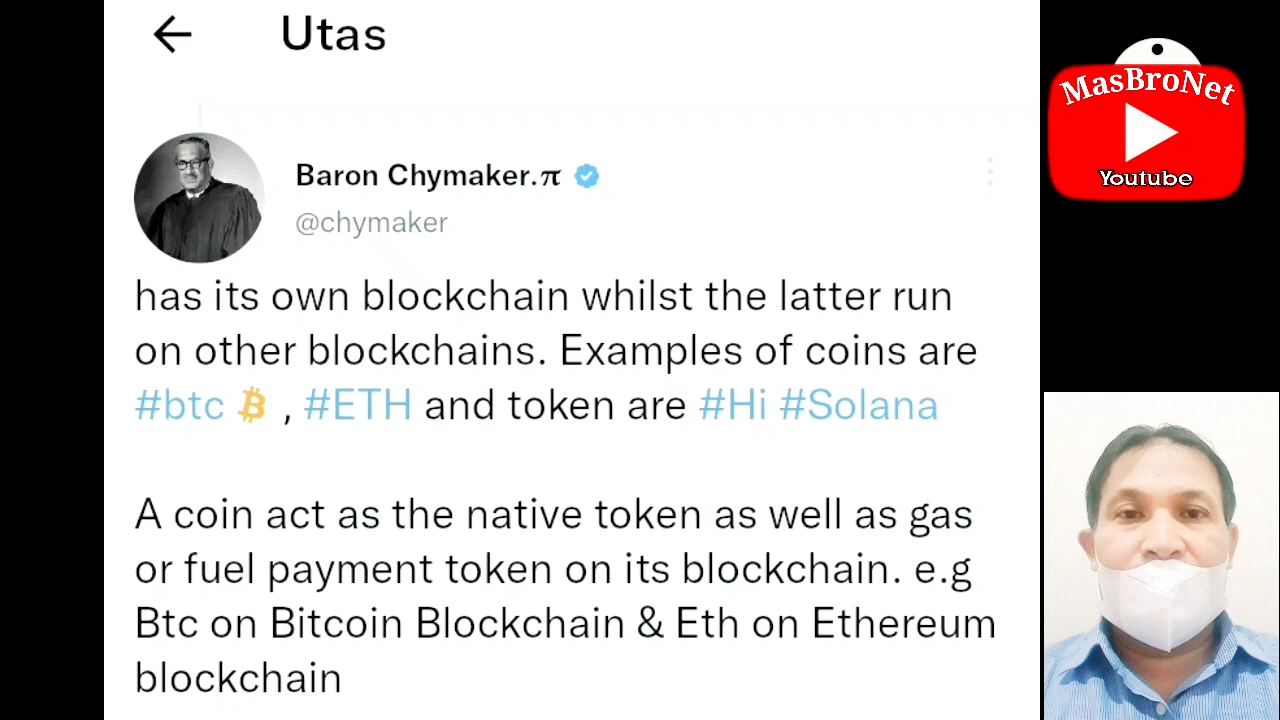 Utas
Baron Chymaker.π
@chymaker
has its own blockchain whilst the latter run
on other blockchains. Examples of coins are
#btc , #ETH and token are #Hi #Solana
A coin act as the native token as well as gas
or fuel payment token on its blockchain. e.g
Btc on Bitcoin Blockchain & Eth on Ethereum
blockchain
MasBroNet
Youtube